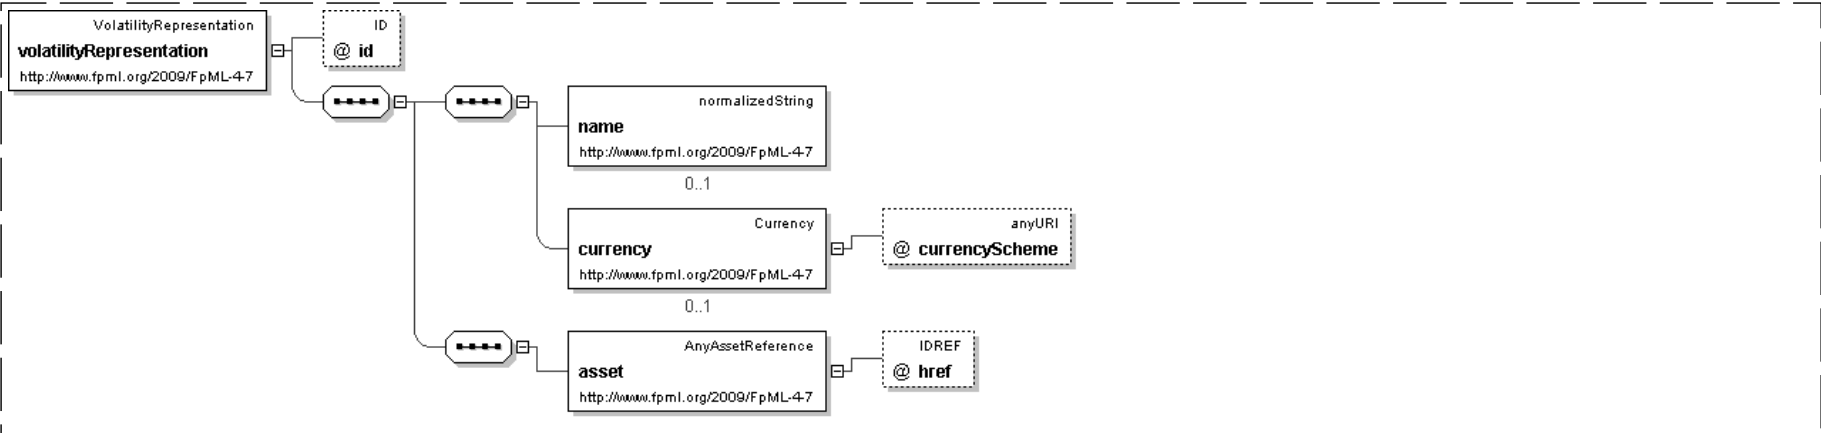 VolatilityRepresentation
volatilityRepresentation
http://www.fpml.org/2009/FpML-4-7
ID
@ id
normalizedString
name
http://www.fpml.org/2009/FpML-4-7
0..1
Currency
currency
http://www.fpml.org/2009/FpML-4-7
0..1
anyURI
@ currencyScheme
AnyAssetReference
asset
http://www.fpml.org/2009/FpML-4-7
IDREF
@ href